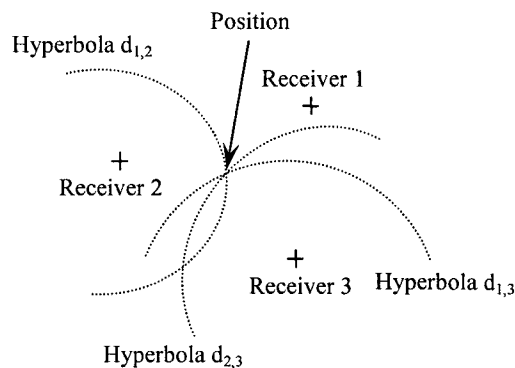 Position
Hyperbola d1,2
Receiver 1
Receiver 2
Receiver 3
Hyperbola d1,3
Hyperbola d2,3